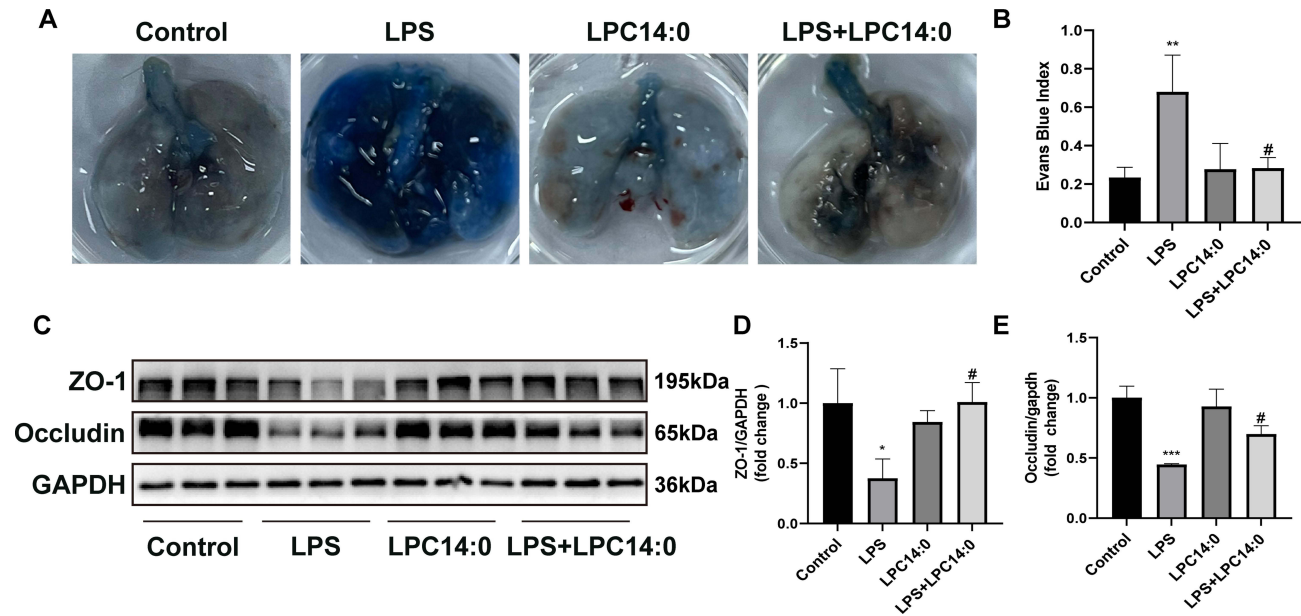 A
Control LPS LPC14:0 LPS+LPC14:0
B
Evans Blue Index
1.0
0.8
0.6
0.4
0.2
0.0
**
#
Control LPS LPC14:0 LPS+LPC14:0
C
ZO-1 195kDa
Occludin 65kDa
GAPDH 36kDa
Control LPS LPC14:0 LPS+LPC14:0
D
ZO-1/GAPDH
(fold change )
1.5
1.0
0.5
0.0
*
#
Control LPS LPC14:0 LPS+LPC14:0
E
Occludin/gapdh
(fold change)
1.5
1.0
0.5
0.0
***
#
Control LPS LPC14:0 LPS+LPC14:0